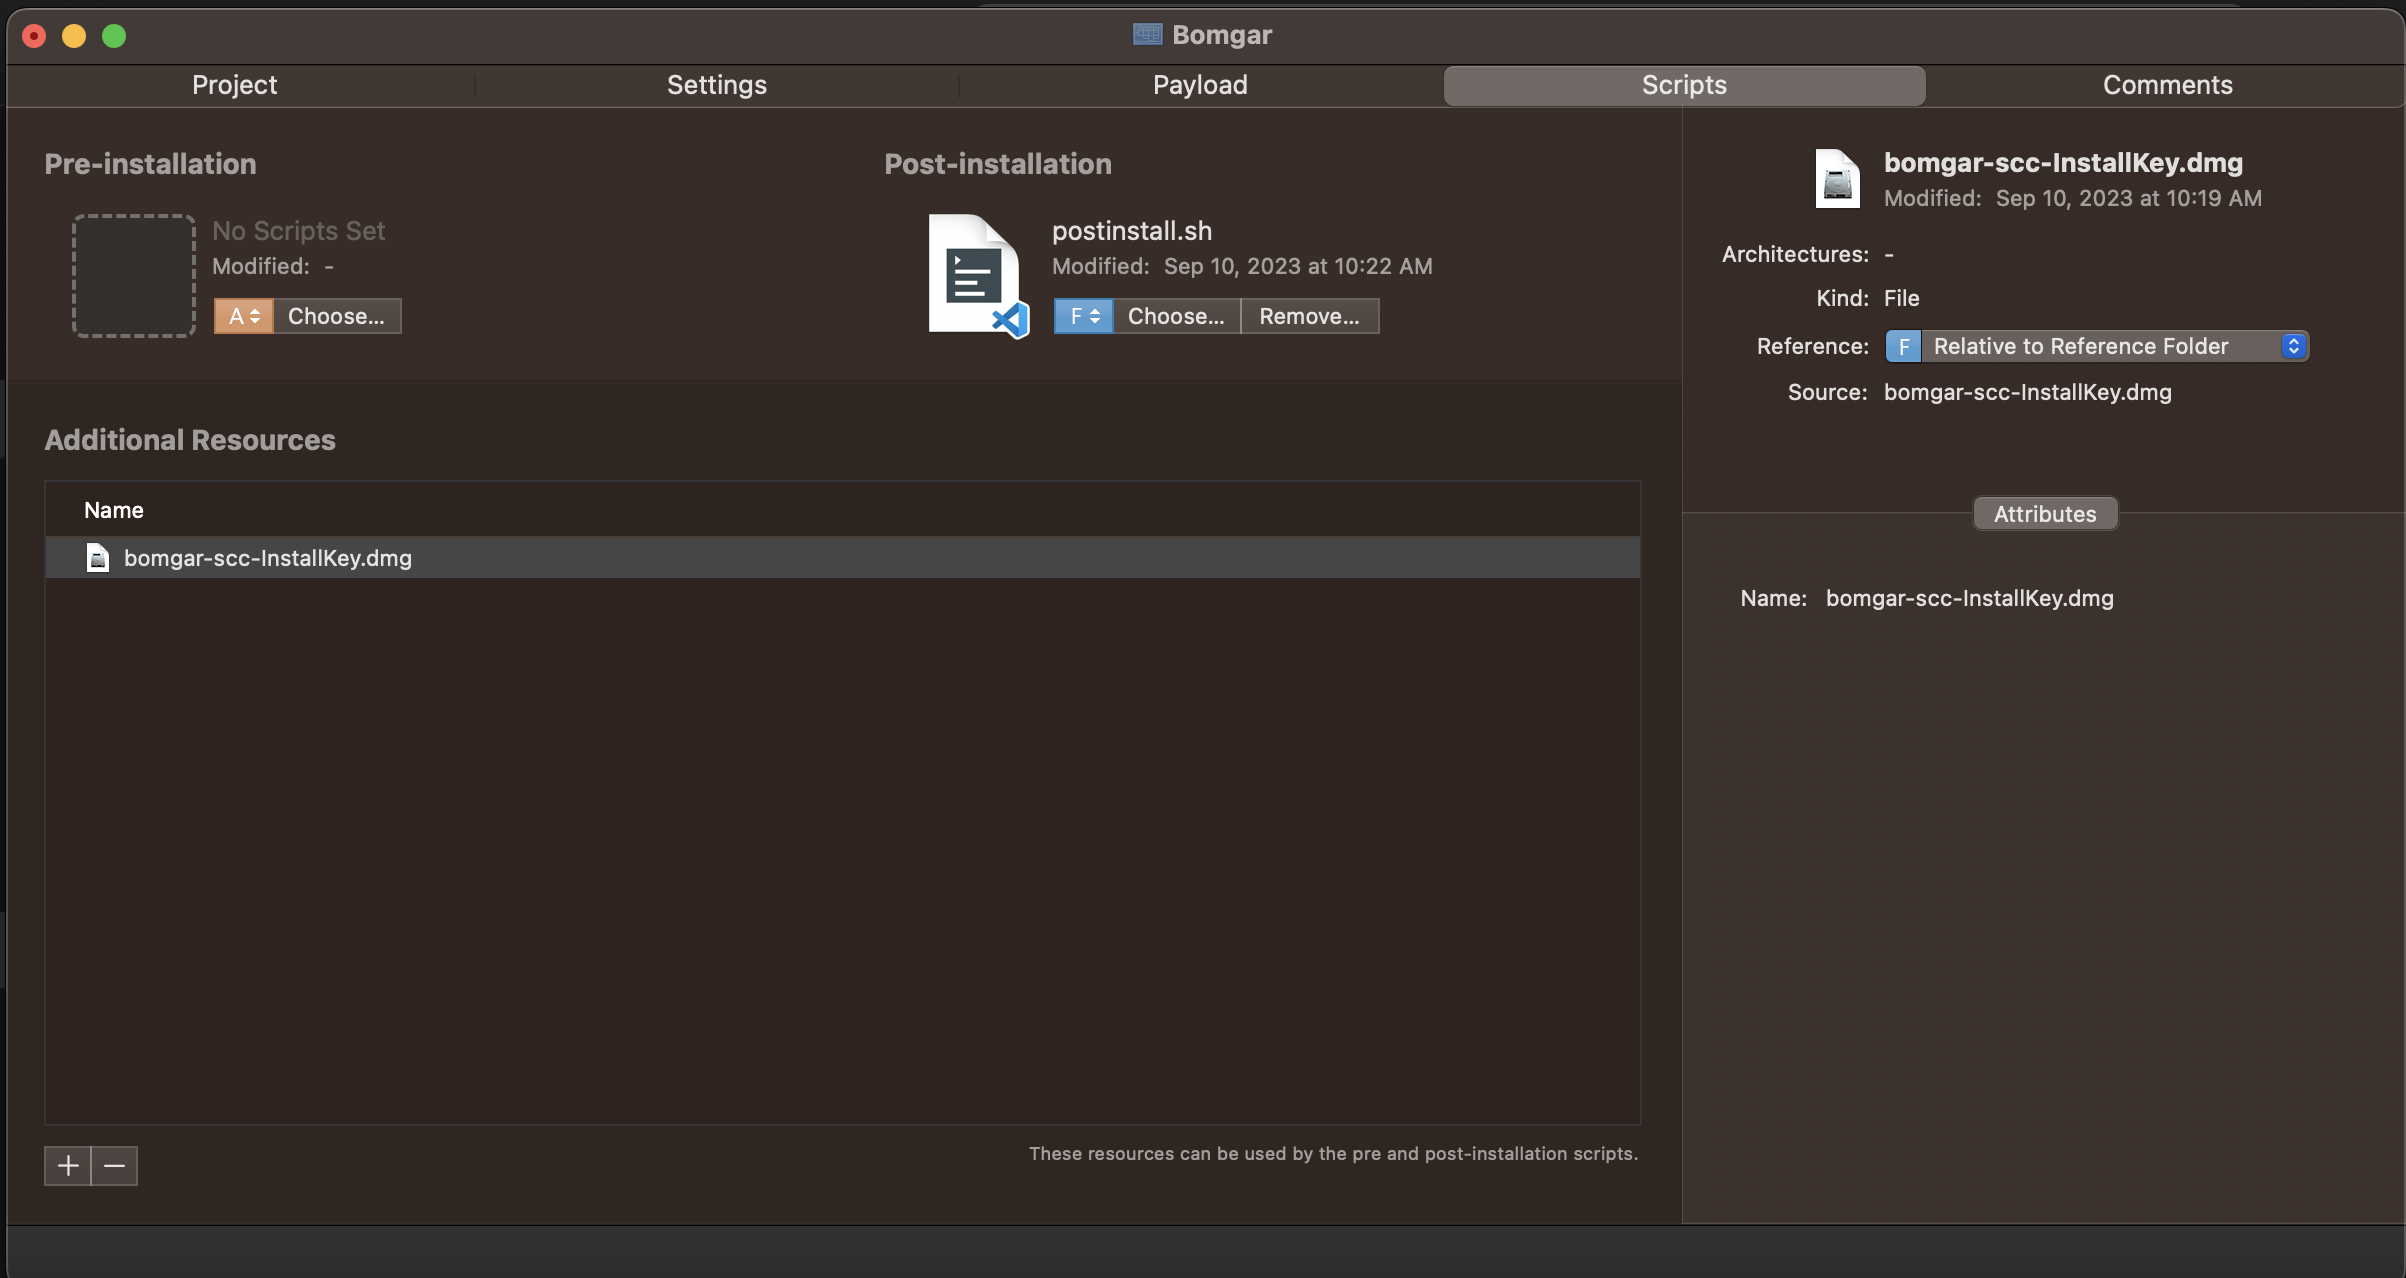 Bomgar
Project
Settings
Payload
Scripts
Comments
Pre-installation
No Scripts Set
Modified: -
A
Choose...
Post-installation
postinstall.sh
Modified: Sep 10, 2023 at 10:22 AM
F
Choose...
Remove...
Additional Resources
Name
bomgar-scc-InstallKey.dmg
These resources can be used by the pre and post-installation scripts.
bomgar-scc-InstallKey.dmg
Modified: Sep 10, 2023 at 10:19 AM
Architectures: -
Kind: File
Reference: F Relative to Reference Folder
Source: bomgar-scc-InstallKey.dmg
Attributes
Name: bomgar-scc-InstallKey.dmg